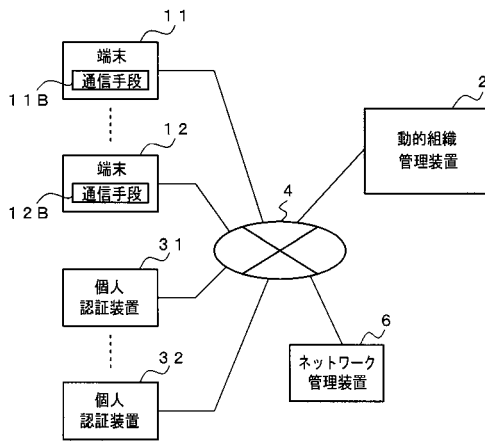 11
端末
通信手段
11B
12
端末
通信手段
12B
31
個人
認証装置
32
個人
認証装置
4
2
動的組織
管理装置
6
ネットワーク
管理装置